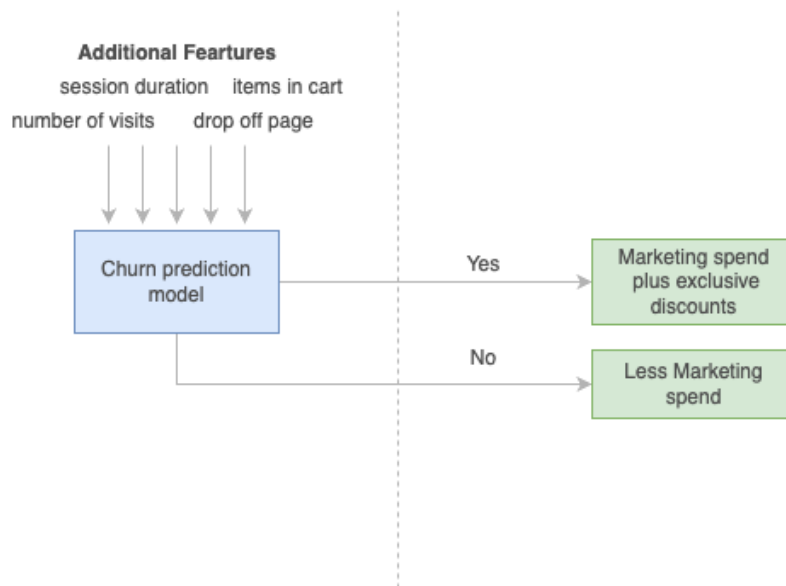 Additional Feartures
session duration items in cart
number of visits drop off page
Churn prediction
model
Yes
Marketing spend
plus exclusive
discounts
No
Less Marketing
spend